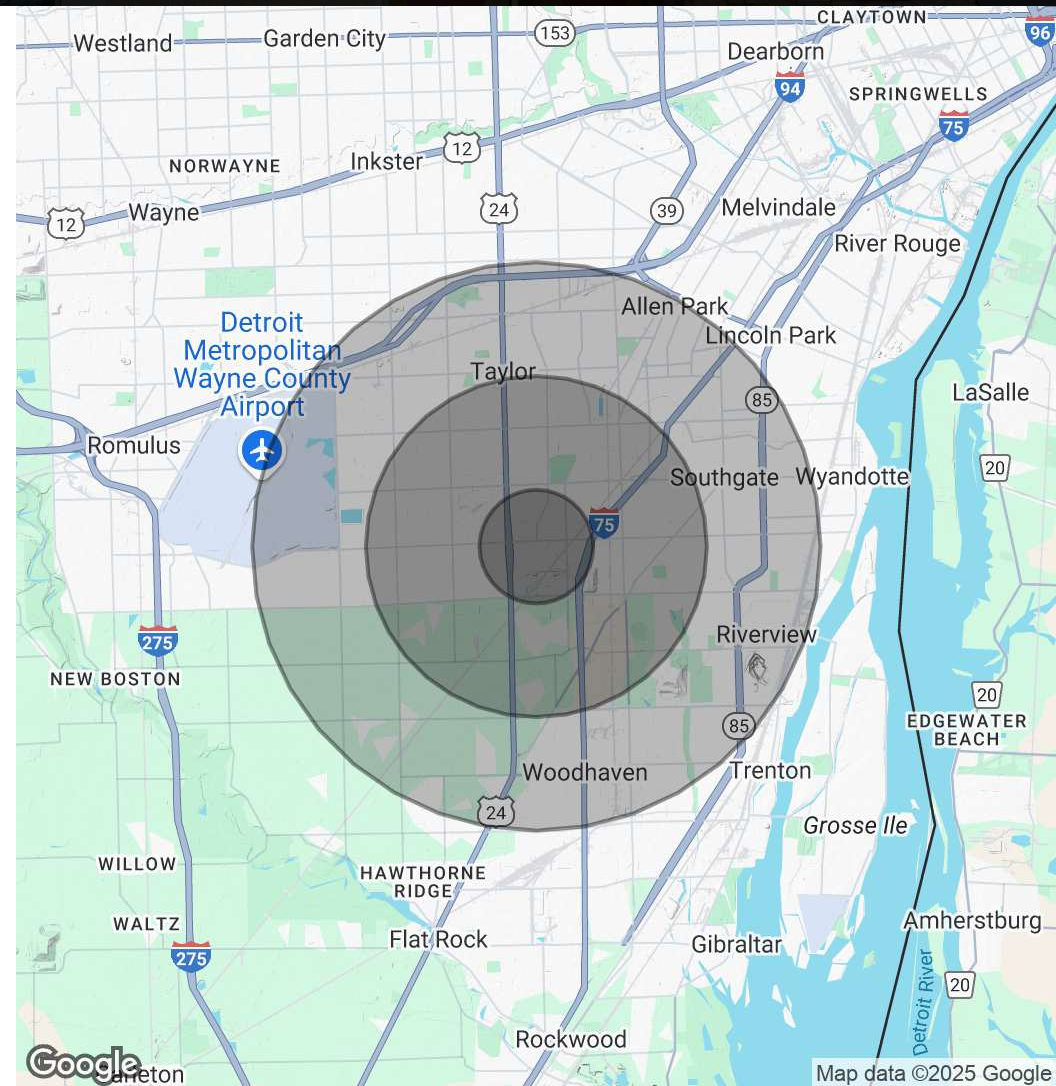 CLAYTOWN
96
Westland
Garden City
153
Dearborn
94
SPRINGWELLS
75
12
Inkster
NORWAYNE
24
39
Melvindale
12
Wayne
River Rouge
Allen Park
Lincoln Park
Detroit
Metropolitan
Wayne County
Airport
Taylor
85
LaSalle
Romulus
Southgate
Wyandotte
20
75
275
Riverview
NEW BOSTON
20
85
EDGEWATER
BEACH
Woodhaven
Trenton
24
Grosse Ile
WILLOW
HAWTHORNE
RIDGE
WALTZ
Amherstburg
Flat Rock
Gibraltar
275
20
Detroit River
Rockwood
Google
Carleton
Map data ©2025 Google